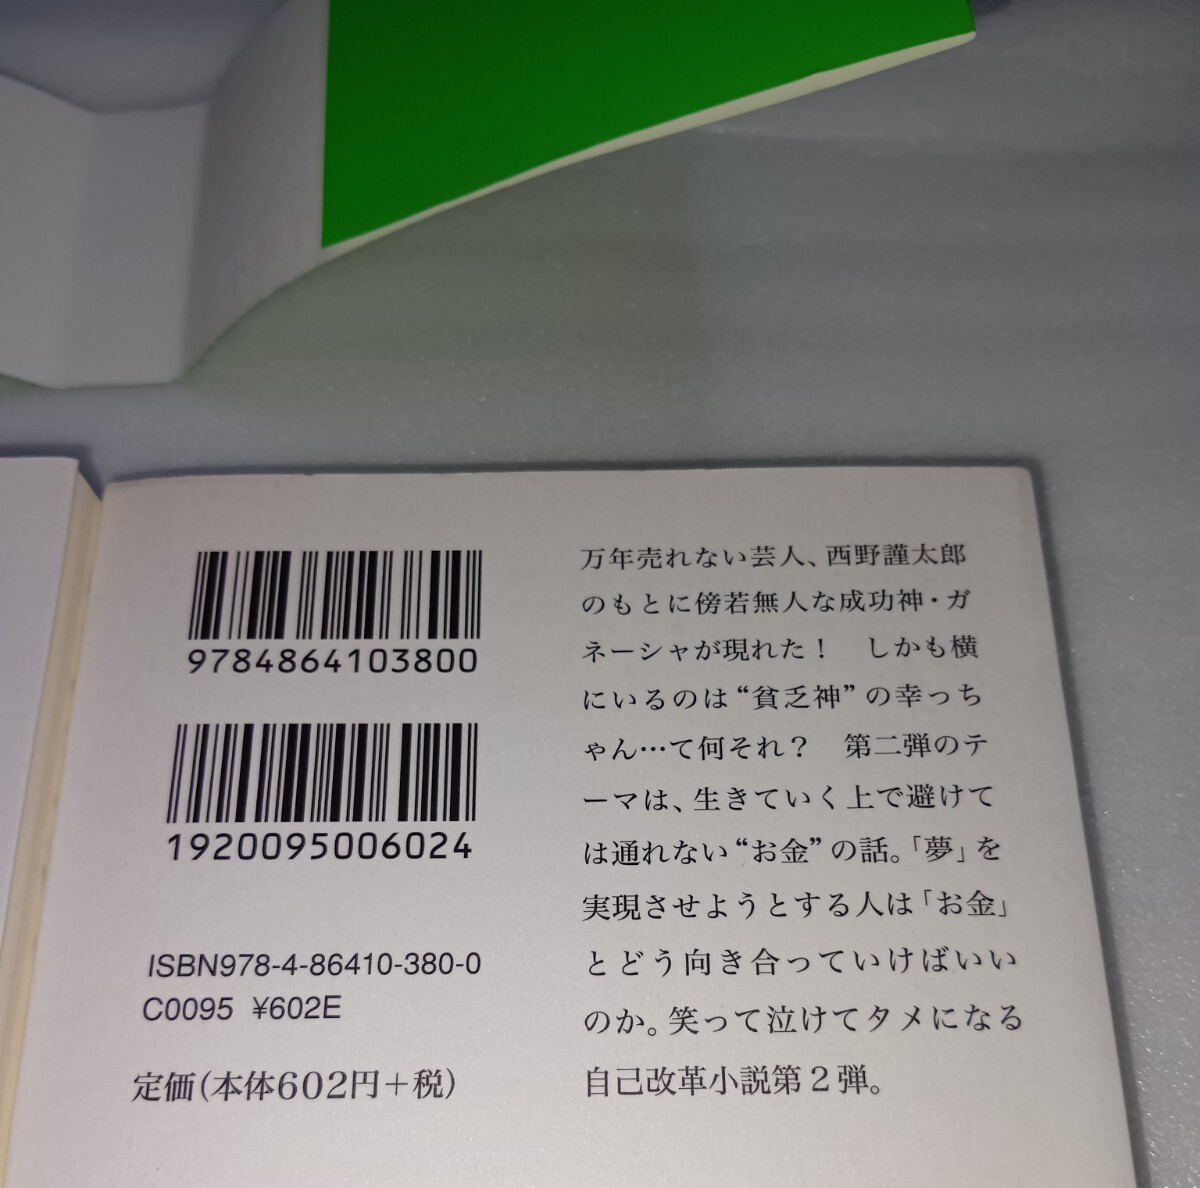 9784864103800
1920095006024
ISBN978-4-86410-380-0
C0095 ¥602E
定価(本体602円+税)
万年売れない芸人、西野謹太郎
のもとに傍若無人な成功神・ガ
ネーシャが現れた！　しかも横
にいるのは“貧乏神”の幸っち
ゃん…て何それ？　第二弾のテ
ーマは、生きていく上で避けて
は通れない“お金”の話。「夢」を
実現させようとする人は「お金」
とどう向き合っていけばいい
のか。笑って泣けてタメになる
自己改革小説第2弾。